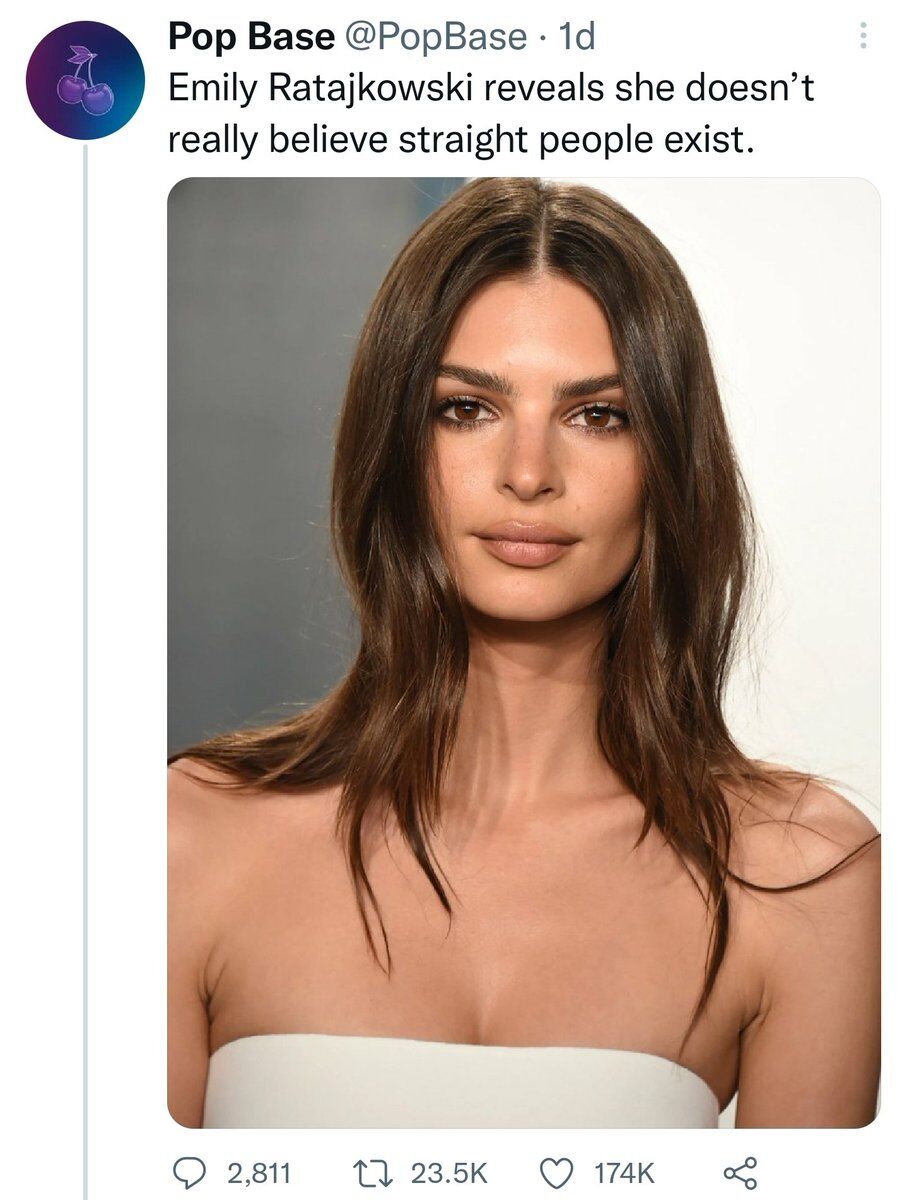 Pop Base @PopBase · 1d
Emily Ratajkowski reveals she doesn’t
really believe straight people exist.
2,811 23.5K 174K